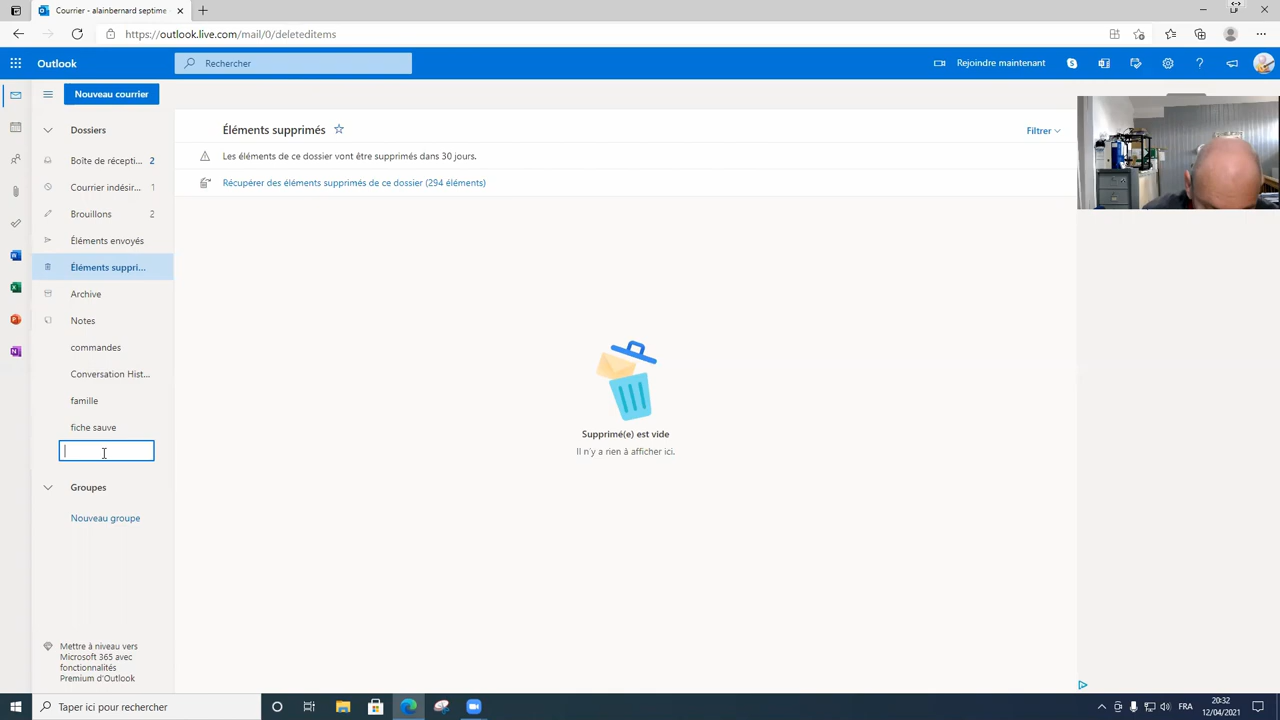 Courrier - alainbernard septime
https://outlook.live.com/mail/0/deleteditems
Outlook
Rechercher
Rejoindre maintenant
Nouveau courrier
Dossiers
Éléments supprimés
Filtrer
Les éléments de ce dossier vont être supprimés dans 30 jours.
Boîte de récepti... 2
Récupérer des éléments supprimés de ce dossier (294 éléments)
Courrier indésir... 1
Brouillons 2
Éléments envoyés
Éléments suppri...
Archive
Notes
commandes
Conversation Hist...
famille
fiche sauve
Supprimé(e) est vide
Il n'y a rien à afficher ici.
Groupes
Nouveau groupe
Mettre à niveau vers
Microsoft 365 avec
fonctionnalités
Premium d'Outlook
Taper ici pour rechercher
FRA
20:32
12/04/2021